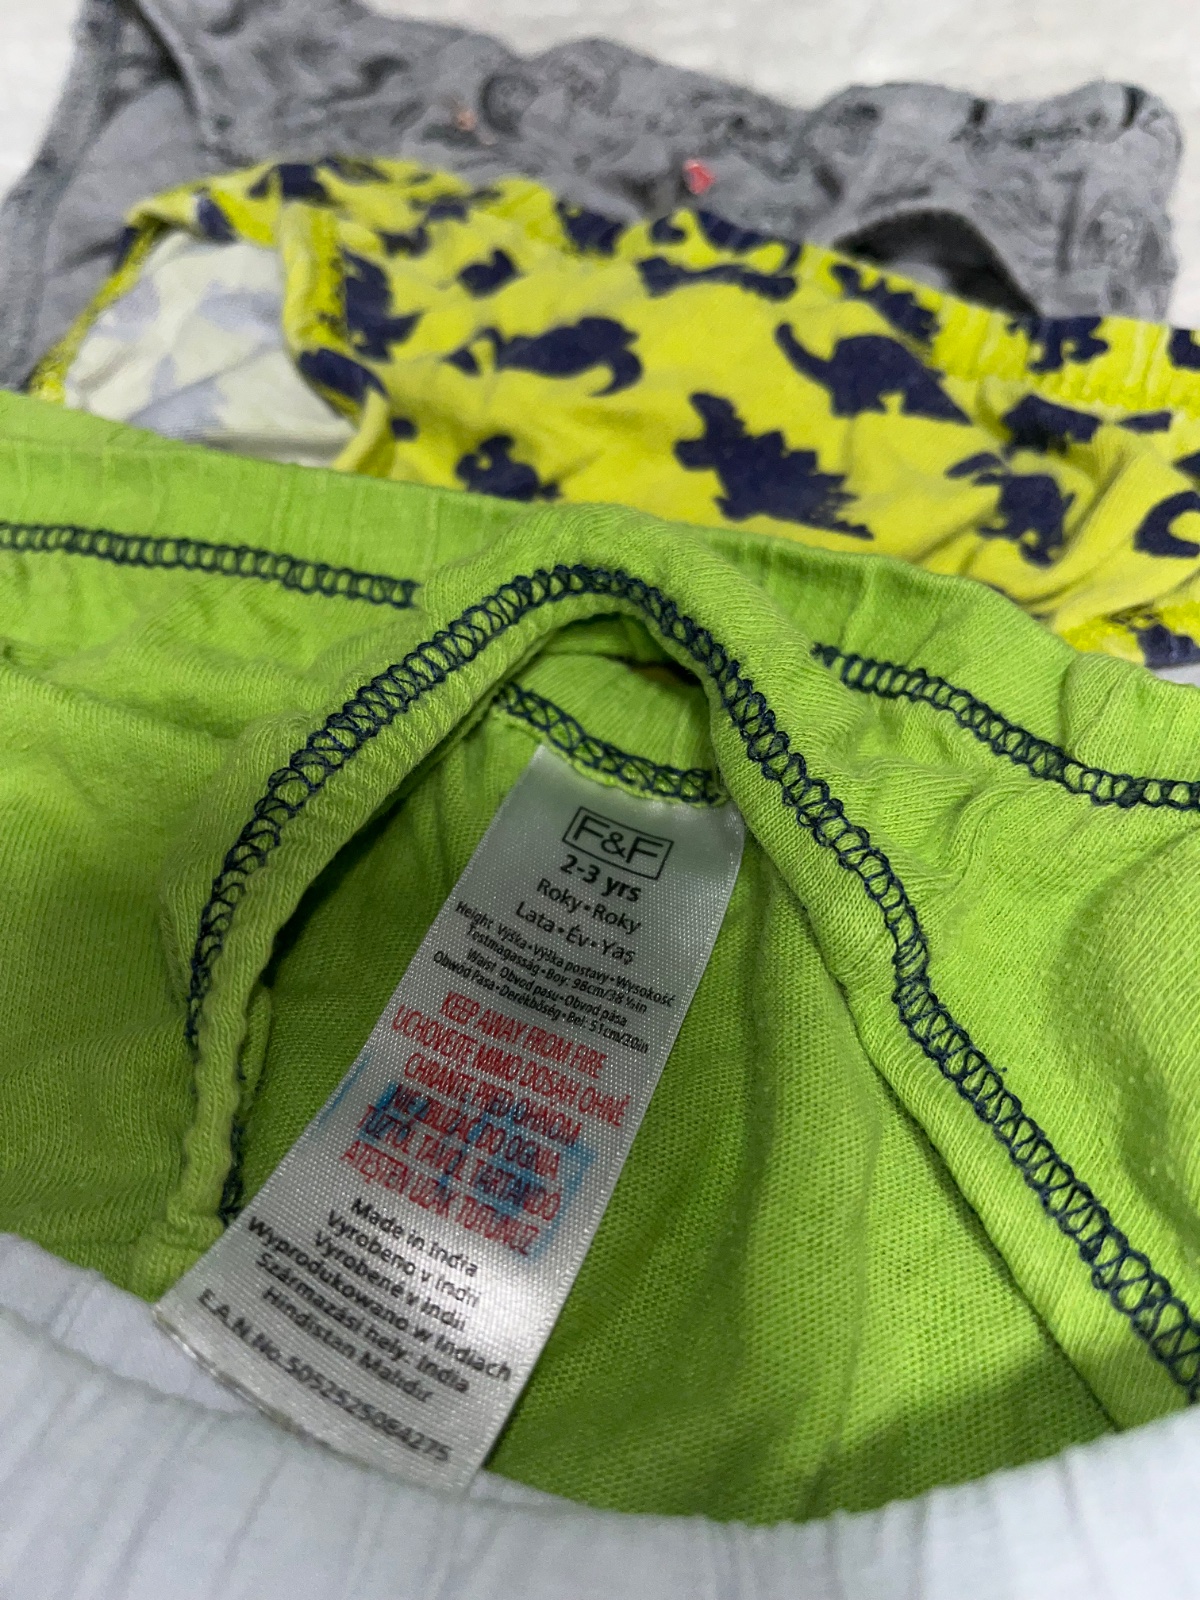 F&F
2-3 yrs
Roky•Roky
Lata•Év•Yaş
Height Výška•Výška postavy•Wysokość
Testmagasság•Boy: 98cm/38 ½in
Waist Obvod pasu•Obvod pása
Obwód Pasa•Derékbőség•Bel: 51cm/20in
KEEP AWAY FROM FIRE
UCHOVEJTE MIMO DOSAH OHNĚ
CHRÁŇTE PRED OHŇOM
NIE ZBLIŻAĆ DO OGNIA
TŰZTŐL TÁVOL TARTANDÓ
ATEŞTEN UZAK TUTUNUZ
Made in India
Vyrobeno v Indii
Vyrobené v Indii
Wyprodukowano w Indiach
Származási hely: India
Hindistan Malıdır
E.A.N.No.5052525084275